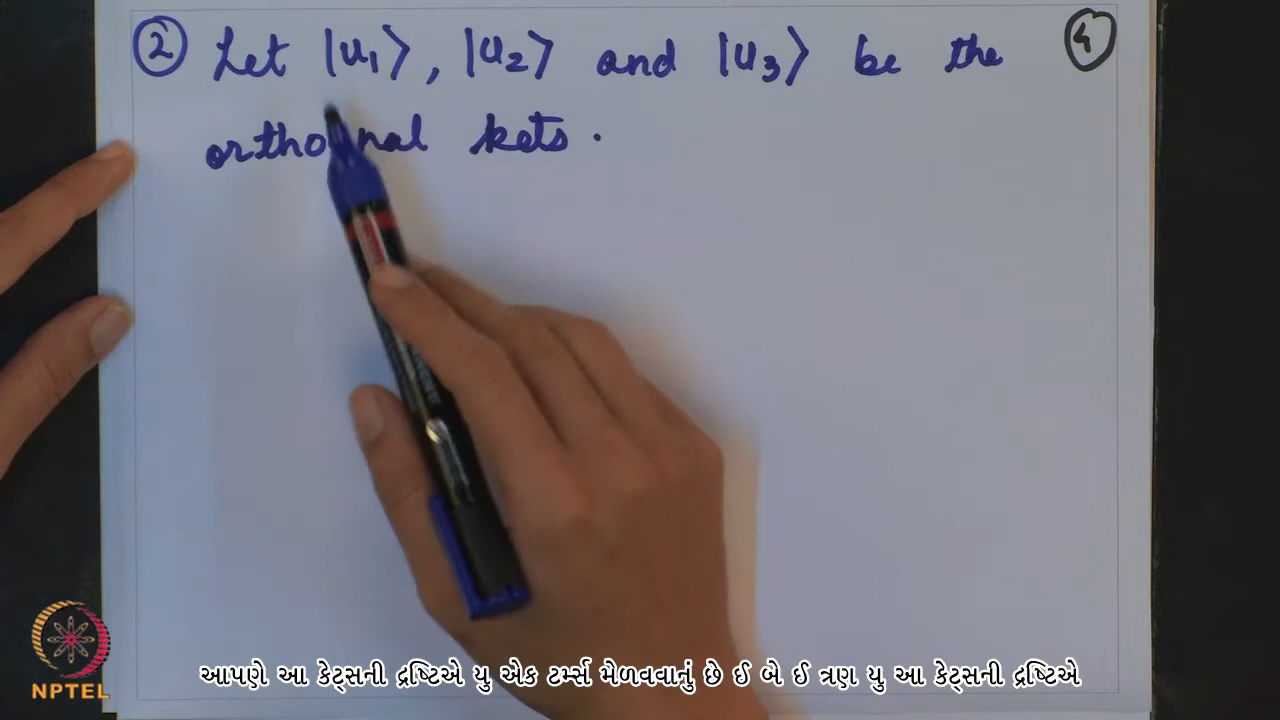 ② Let |u₁⟩, |u₂⟩ and |u₃⟩ be the ④
orthonal kets.
આપણે આ કેટ્સની દ્રષ્ટિએ યુ એક ટર્મ્સ મેળવવાનું છે ઈ બે ઈ ત્રણ યુ આ કેટ્સની દ્રષ્ટિએ
NPTEL